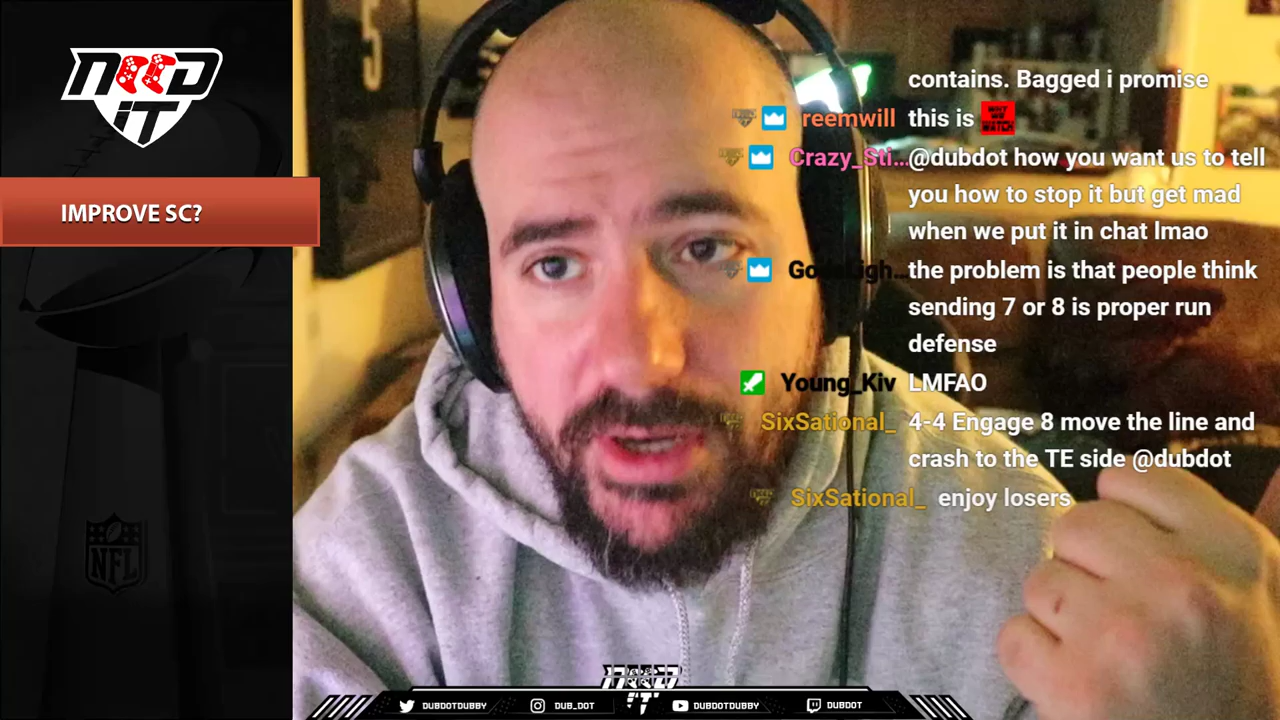 IMPROVE SC?
contains. Bagged i promise
reemwill this is
Crazy_Sti... @dubdot how you want us to tell
you how to stop it but get mad
when we put it in chat lmao
the problem is that people think
sending 7 or 8 is proper run
defense
Young_Kiv LMFAO
SixSational_ 4-4 Engage 8 move the line and
crash to the TE side @dubdot
SixSational_ enjoy losers
NFL
DUBDOTDUBBY
DUB_DOT
DUBDOTDUBBY
DUBDOT